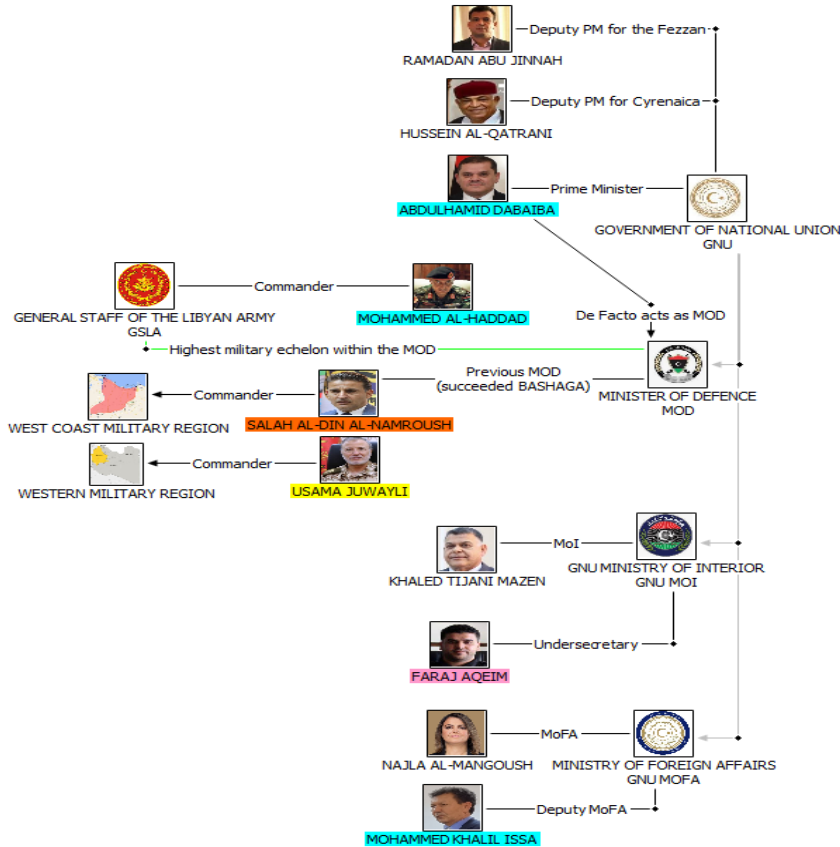 Deputy PM for the Fezzan
RAMADAN ABU JINNAH
Deputy PM for Cyrenaica
HUSSEIN AL-QATRANI
Prime Minister
ABDULHAMID DABAIBA
GOVERNMENT OF NATIONAL UNION
GNU
Commander
De Facto acts as MOD
GENERAL STAFF OF THE LIBYAN ARMY
GSLA
MOHAMMED AL-HADDAD
Highest military echelon within the MOD
Previous MOD
(succeeded BASHAGA)
MINISTER OF DEFENCE
MOD
Commander
WEST COAST MILITARY REGION
SALAH AL-DIN AL-NAMROUSH
Commander
WESTERN MILITARY REGION
USAMA JUWAYLI
MoI
KHALED TIJANI MAZEN
GNU MINISTRY OF INTERIOR
GNU MOI
Undersecretary
FARAJ AQEIM
MoFA
NAJLA AL-MANGOUSH
MINISTRY OF FOREIGN AFFAIRS
GNU MOFA
Deputy MoFA
MOHAMMED KHALIL ISSA